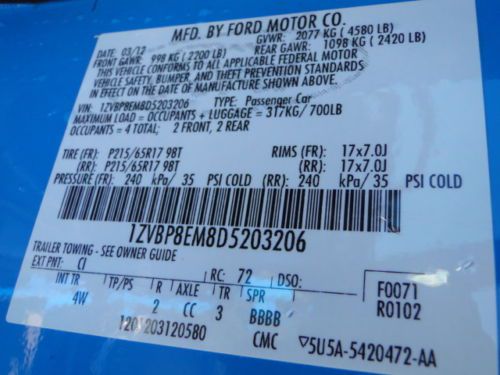 MFD. BY FORD MOTOR CO.
DATE: 03/12 GVWR: 2077 KG ( 4580 LB)
FRONT GAWR: 998 KG ( 2200 LB) REAR GAWR: 1098 KG ( 2420 LB)
THIS VEHICLE CONFORMS TO ALL APPLICABLE FEDERAL MOTOR
VEHICLE SAFETY, BUMPER, AND THEFT PREVENTION STANDARDS
IN EFFECT ON THE DATE OF MANUFACTURE SHOWN ABOVE.
VIN: 1ZVBP8EM8D5203206 TYPE: Passenger Car
MAXIMUM LOAD = OCCUPANTS + LUGGAGE = 317KG/ 700LB
OCCUPANTS = 4 TOTAL; 2 FRONT, 2 REAR
TIRE (FR): P215/65R17 98T RIMS (FR): 17x7.0J
(RR): P215/65R17 98T (RR): 17x7.0J
PRESSURE (FR): 240 kPa/ 35 PSI COLD (RR): 240 kPa/ 35 PSI COLD
1ZVBP8EM8D5203206
TRAILER TOWING - SEE OWNER GUIDE
EXT PNT: CI RC: 72 DSO: F0071
INT TR TP/PS R AXLE TR SPR R0102
4W 2 CC 3 BBBB
1201203120580 CMC ▽5U5A-5420472-AA